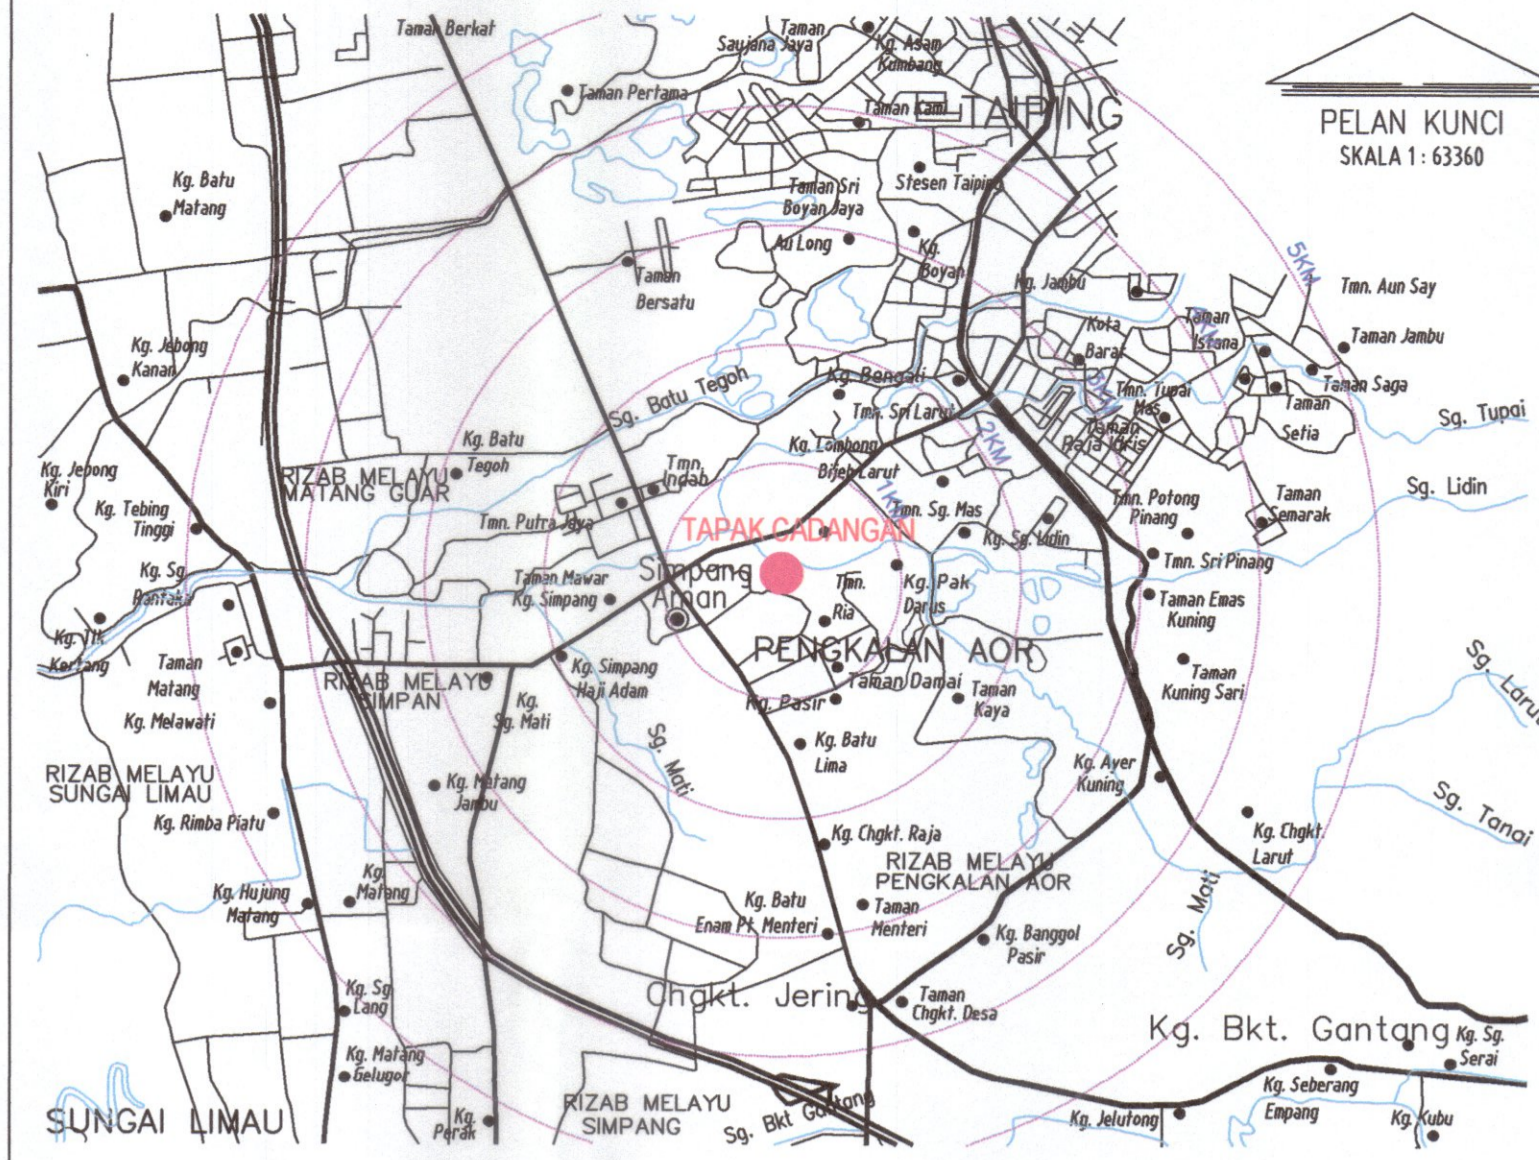 Taman Berkat
Taman
Saujana Jaya
Kg. Asam
Kumbang
Taman Pertama
Taman Kami
TAIPING
PELAN KUNCI
SKALA 1 : 63360
Kg. Batu
Matang
Stesen Taiping
Taman Sri
Boyan Jaya
Au Long
Kg.
Boyan
Taman
Bersatu
Kg. Jambu
5KM
Tmn. Aun Say
4KM
Taman
Istana
Taman Jambu
Kota
Barat
Kg. Jebong
Kanan
Kg. Bengali
3KM
Tmn. Tupai
Mas
Taman Saga
Taman
Setia
Sg. Tupai
Sg. Batu Tegoh
Tmn. Sri Larut
2KM
Taman
Raja Idris
Kg. Batu
Tegoh
Kg. Lombong
Bijeh Larut
Kg. Jebong
Kiri
RIZAB MELAYU
MATANG GUAR
Tmn.
Indah
1KM
Sg. Lidin
Kg. Tebing
Tinggi
Tmn. Putra Jaya
TAPAK CADANGAN
Tmn. Sg. Mas
Kg. Sg. Lidin
Tmn. Potong
Pinang
Taman
Semarak
Tmn. Sri Pinang
Kg. Sg.
Rantaka
Taman Mawar
Kg. Simpang
Simpang
Aman
Tmn.
Ria
Kg. Pak
Darus
Taman Emas
Kuning
Kg. Tlk
Kertang
Taman
Matang
Kg. Melawati
RIZAB MELAYU
SIMPAN
Kg.
Sg. Mati
Kg. Simpang
Haji Adam
PENGKALAN AOR
Taman Damai
Kg. Pasir
Taman
Kaya
Taman
Kuning Sari
Sg. Larut
Sg. Mati
Kg. Batu
Lima
Kg. Ayer
Kuning
RIZAB MELAYU
SUNGAI LIMAU
Kg. Matang
Jambu
Sg. Tanai
Kg. Rimba Piatu
Kg. Chgkt. Raja
Kg. Chgkt.
Larut
RIZAB MELAYU
PENGKALAN AOR
Kg. Hujung
Matang
Kg.
Matang
Kg. Batu
Enam Pt. Menteri
Taman
Menteri
Sg. Mati
Kg. Banggol
Pasir
Kg. Sg.
Lang
Chgkt. Jering
Taman
Chgkt. Desa
Kg. Bkt. Gantang
Kg. Sg.
Serai
Kg. Matang
Gelugor
Kg. Seberang
Empang
SUNGAI LIMAU
Kg.
Perak
RIZAB MELAYU
SIMPANG
Sg. Bkt Gantang
Kg. Jelutong
Kg. Kubu